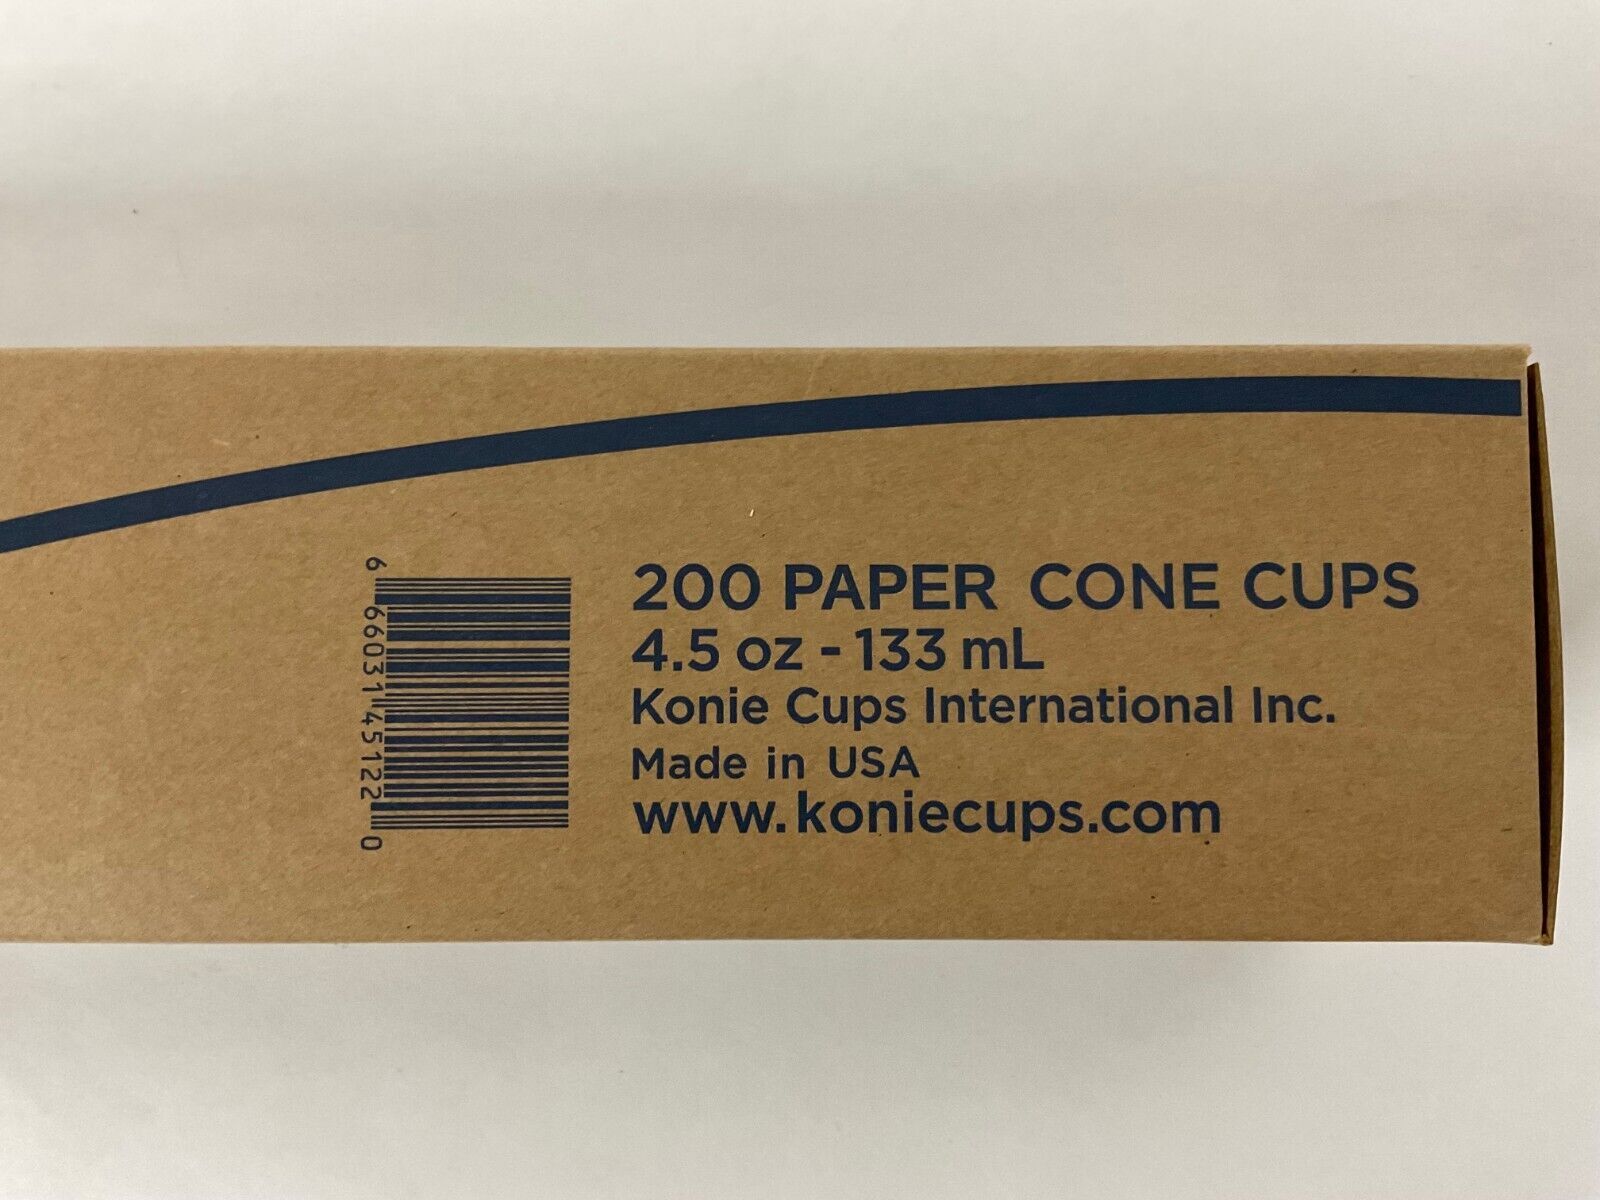 200 PAPER CONE CUPS
4.5 oz - 133 mL
Konie Cups International Inc.
Made in USA
www.koniecups.com
6 66031 45122 0